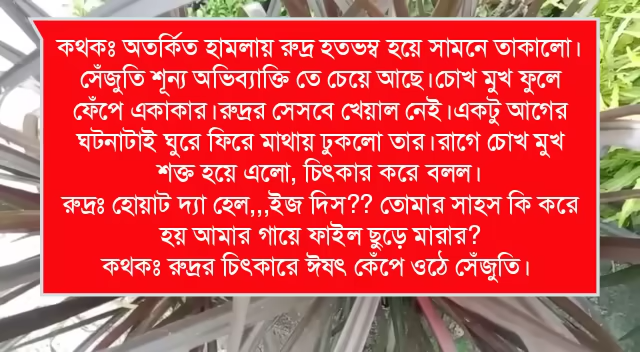 কথকঃ অতর্কিত হামলায় রুদ্র হতভম্ব হয়ে সামনে তাকালো।
সেঁজুতি শূন্য অভিব্যাক্তি তে চেয়ে আছে।চোখ মুখ ফুলে
ফেঁপে একাকার।রুদ্রর সেসবে খেয়াল নেই।একটু আগের
ঘটনাটাই ঘুরে ফিরে মাথায় ঢুকলো তার।রাগে চোখ মুখ
শক্ত হয়ে এলো, চিৎকার করে বলল।
রুদ্রঃ হোয়াট দ্যা হেল,,,ইজ দিস?? তোমার সাহস কি করে
হয় আমার গায়ে ফাইল ছুড়ে মারার?
কথকঃ রুদ্রর চিৎকারে ঈষৎ কেঁপে ওঠে সেঁজুতি।